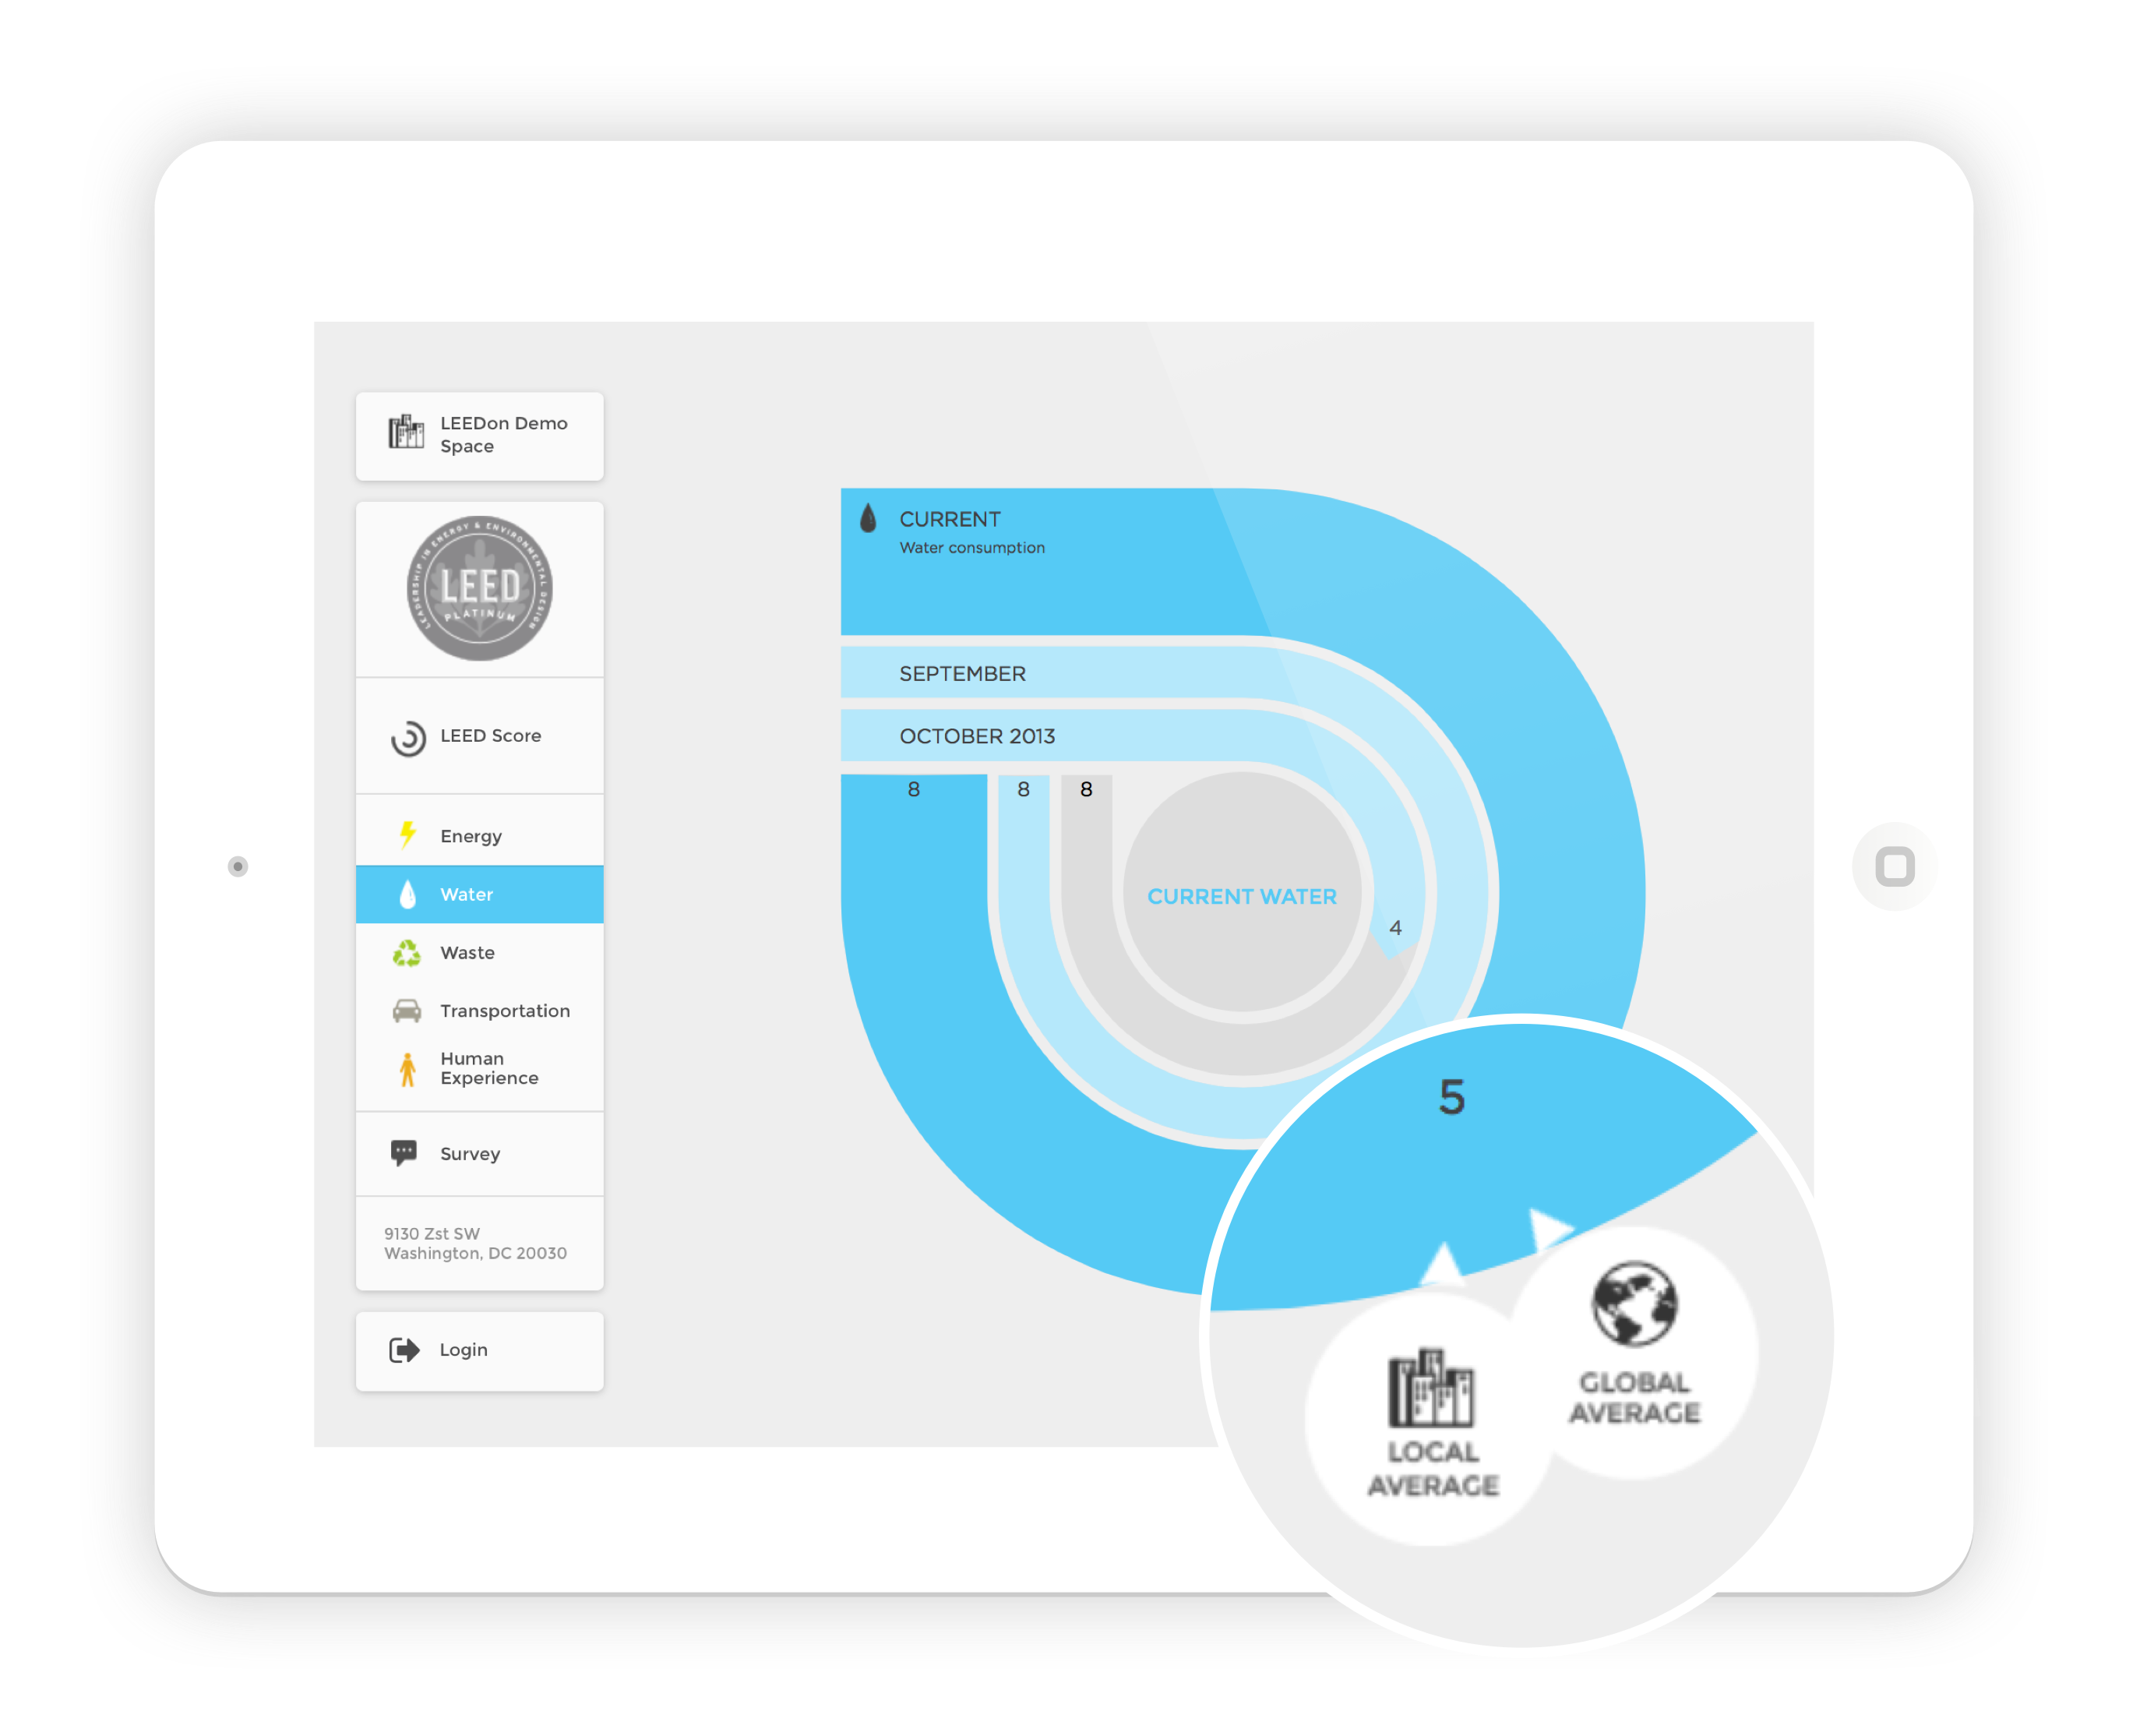 LEEDon Demo
Space
LEADERSHIP IN ENERGY & ENVIRONMENTAL DESIGN
LEED
PLATINUM
LEED Score
Energy
Water
Waste
Transportation
Human
Experience
Survey
9130 Zst SW
Washington, DC 20030
Login
CURRENT
Water consumption
SEPTEMBER
OCTOBER 2013
8 8 8
CURRENT WATER
4
5
GLOBAL
AVERAGE
LOCAL
AVERAGE